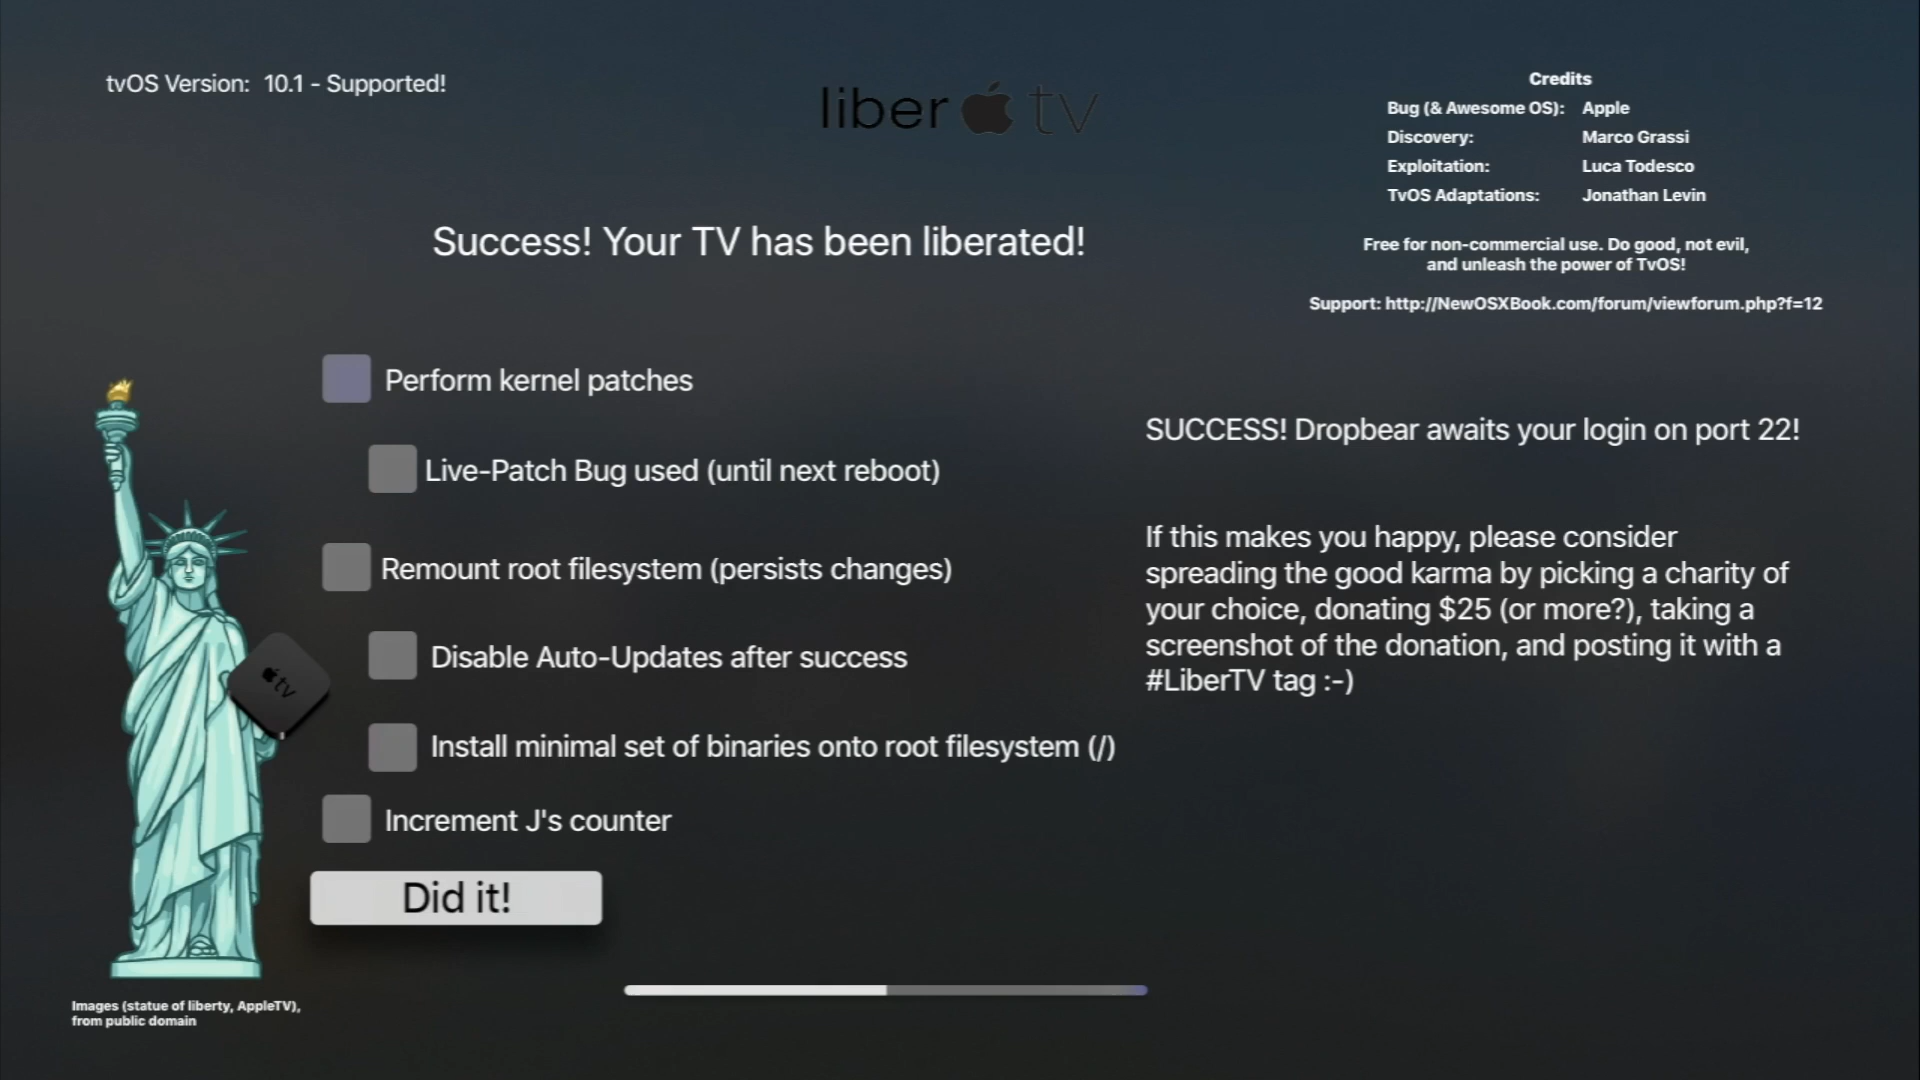 tvOS Version: 10.1 - Supported!
liber tv
Credits
Bug (& Awesome OS): Apple
Discovery: Marco Grassi
Exploitation: Luca Todesco
TvOS Adaptations: Jonathan Levin
Free for non-commercial use. Do good, not evil,
and unleash the power of TvOS!
Support: http://NewOSXBook.com/forum/viewforum.php?f=12
Success! Your TV has been liberated!
Perform kernel patches
Live-Patch Bug used (until next reboot)
Remount root filesystem (persists changes)
Disable Auto-Updates after success
Install minimal set of binaries onto root filesystem (/)
Increment J's counter
Did it!
SUCCESS! Dropbear awaits your login on port 22!
If this makes you happy, please consider
spreading the good karma by picking a charity of
your choice, donating $25 (or more?), taking a
screenshot of the donation, and posting it with a
#LiberTV tag :-)
tv
Images (statue of liberty, AppleTV),
from public domain